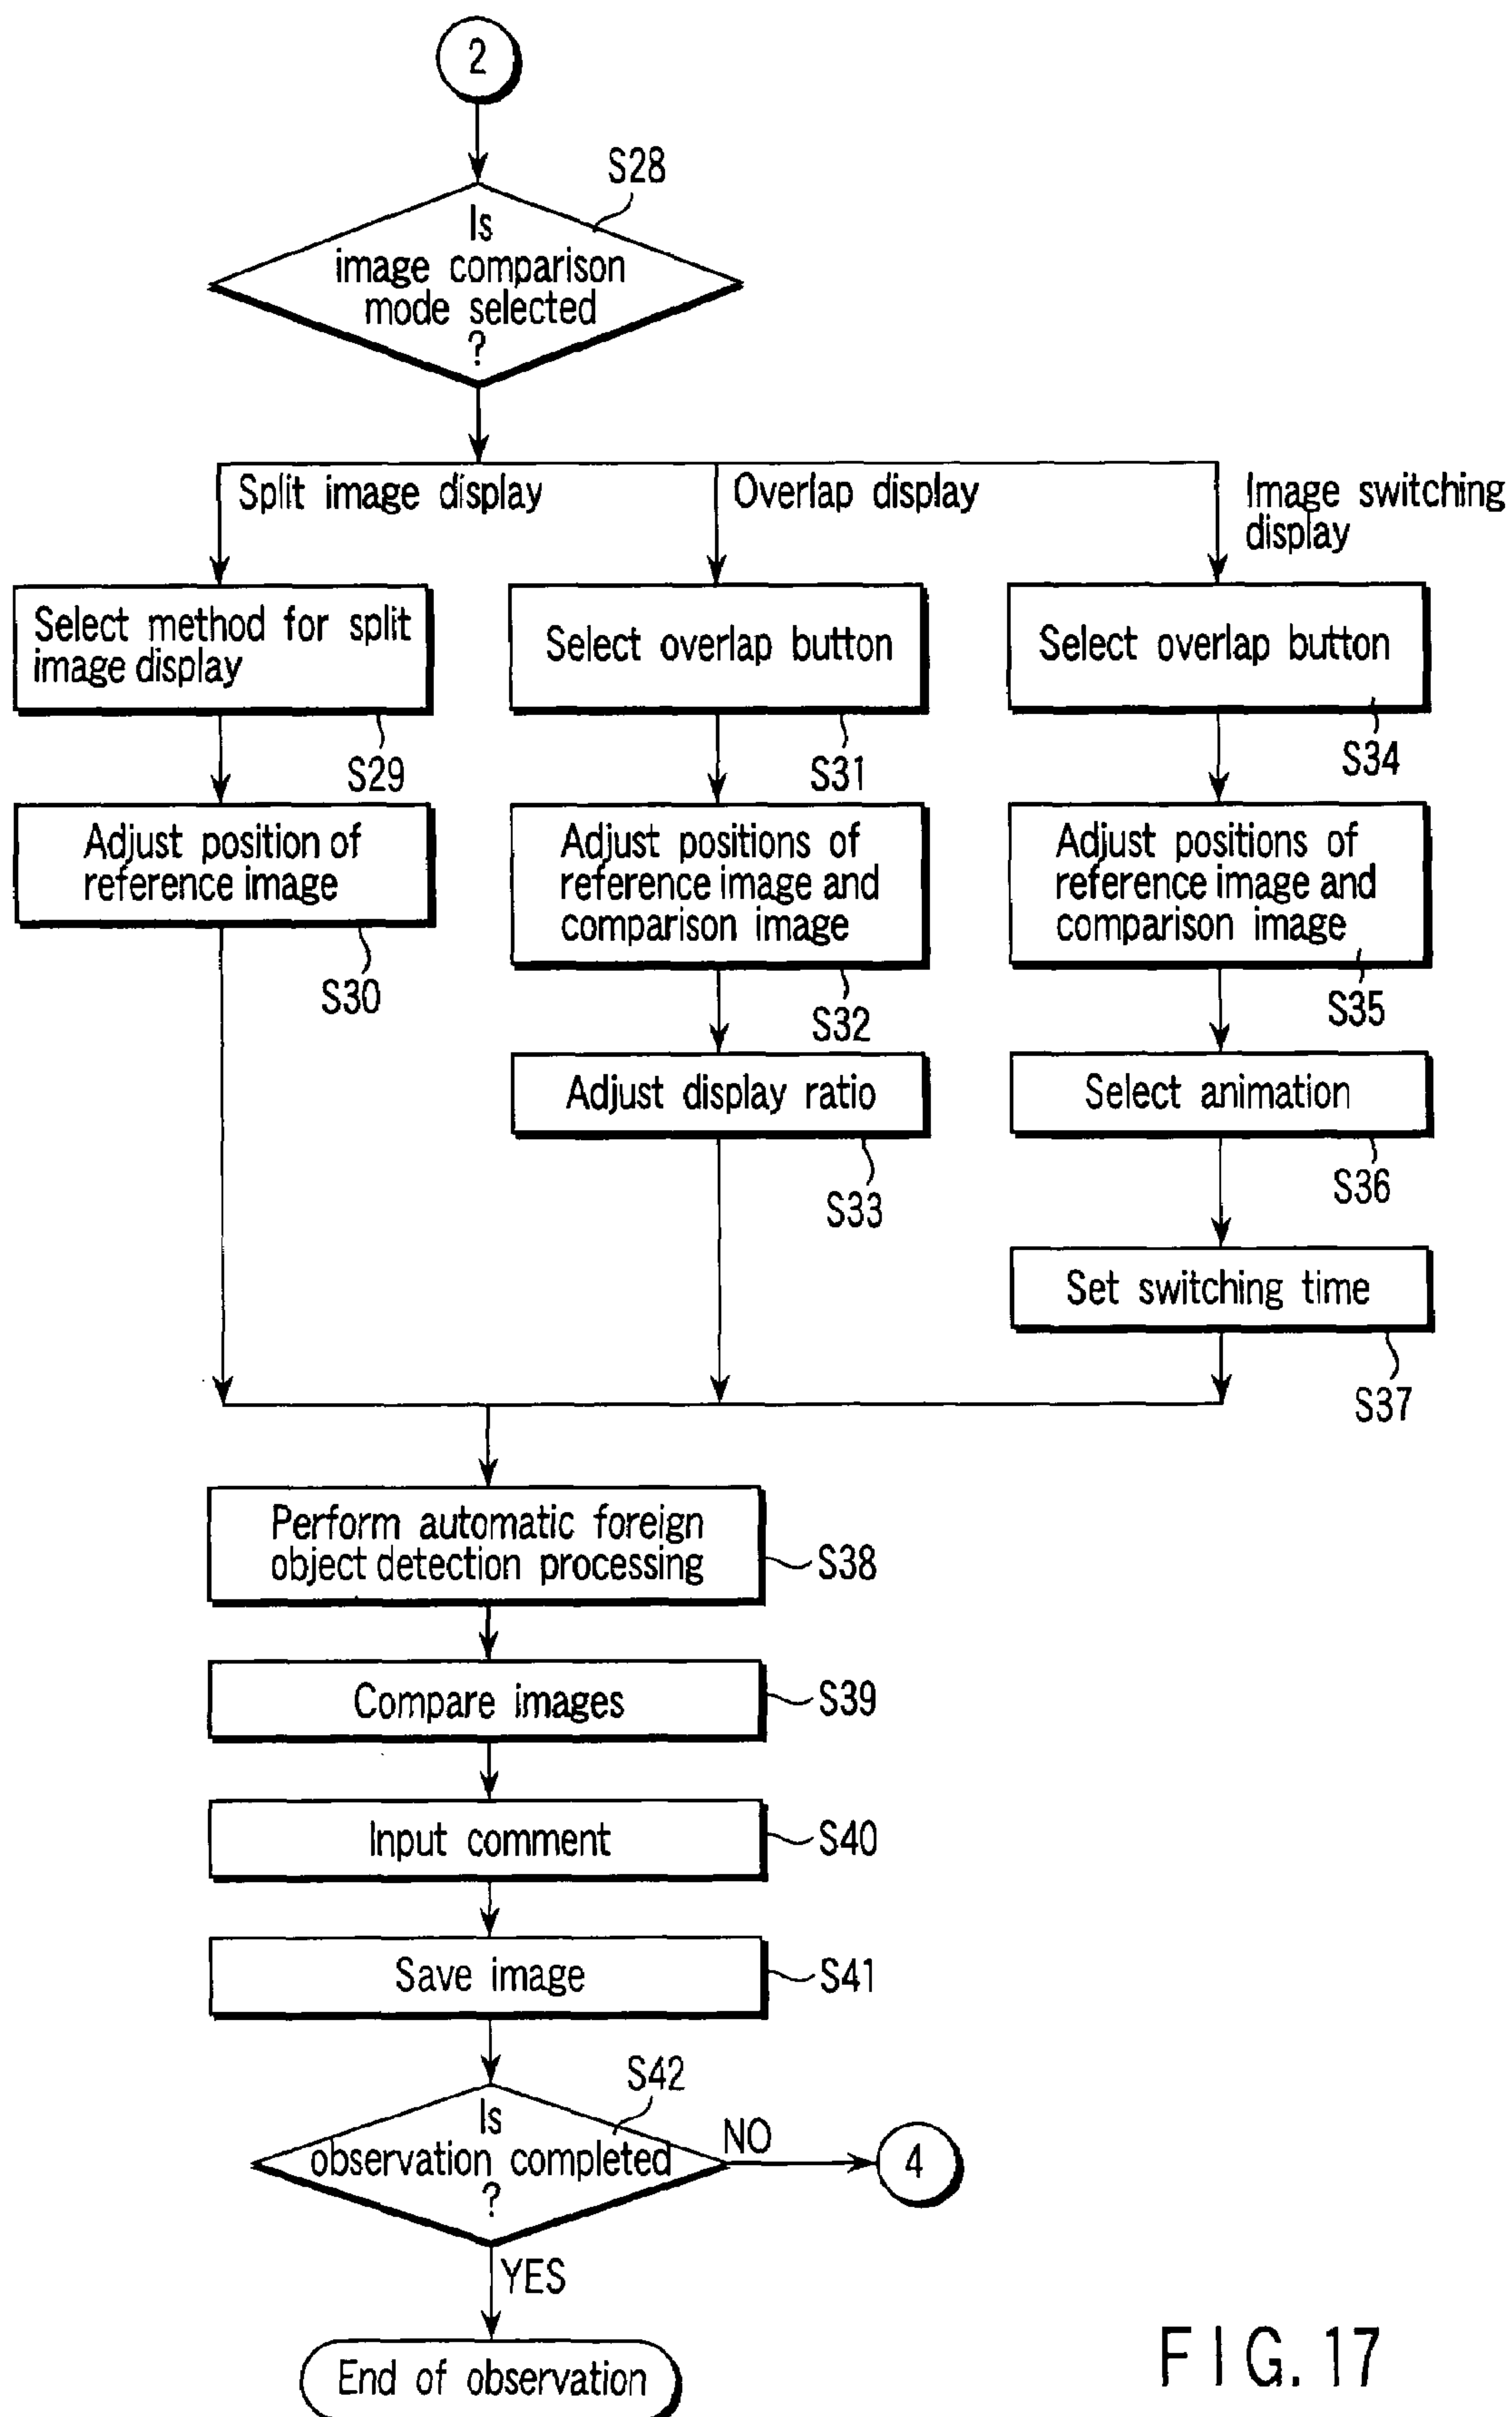 2
S28
Is
image comparison
mode selected
?
Split image display
Overlap display
Image switching
display
Select method for split
image display
S29
Select overlap button
S31
Select overlap button
S34
Adjust position of
reference image
S30
Adjust positions of
reference image and
comparison image
S32
Adjust positions of
reference image and
comparison image
S35
Adjust display ratio
S33
Select animation
S36
Set switching time
S37
Perform automatic foreign
object detection processing
S38
Compare images
S39
Input comment
S40
Save image
S41
S42
Is
observation completed
?
NO
4
YES
End of observation
FIG. 17